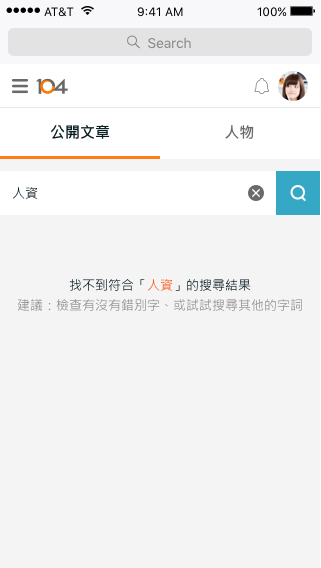 AT&T 9:41 AM 100%
Search
104
公開文章 人物
人資
找不到符合「人資」的搜尋結果
建議：檢查有沒有錯別字、或試試搜尋其他的字詞